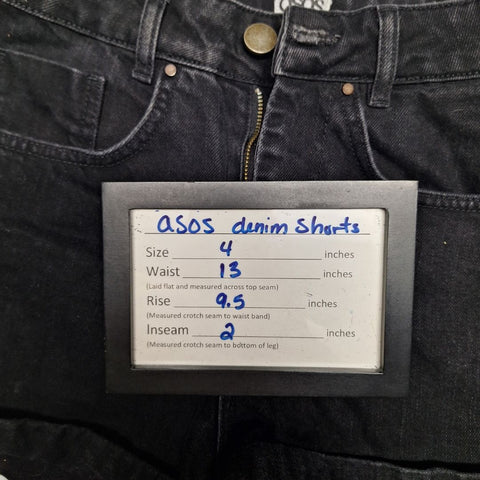 ASOS
asos denim shorts
Size 4 inches
Waist 13 inches
(Laid flat and measured across top seam)
Rise 9.5 inches
(Measured crotch seam to waist band)
Inseam 2 inches
(Measured crotch seam to bottom of leg)